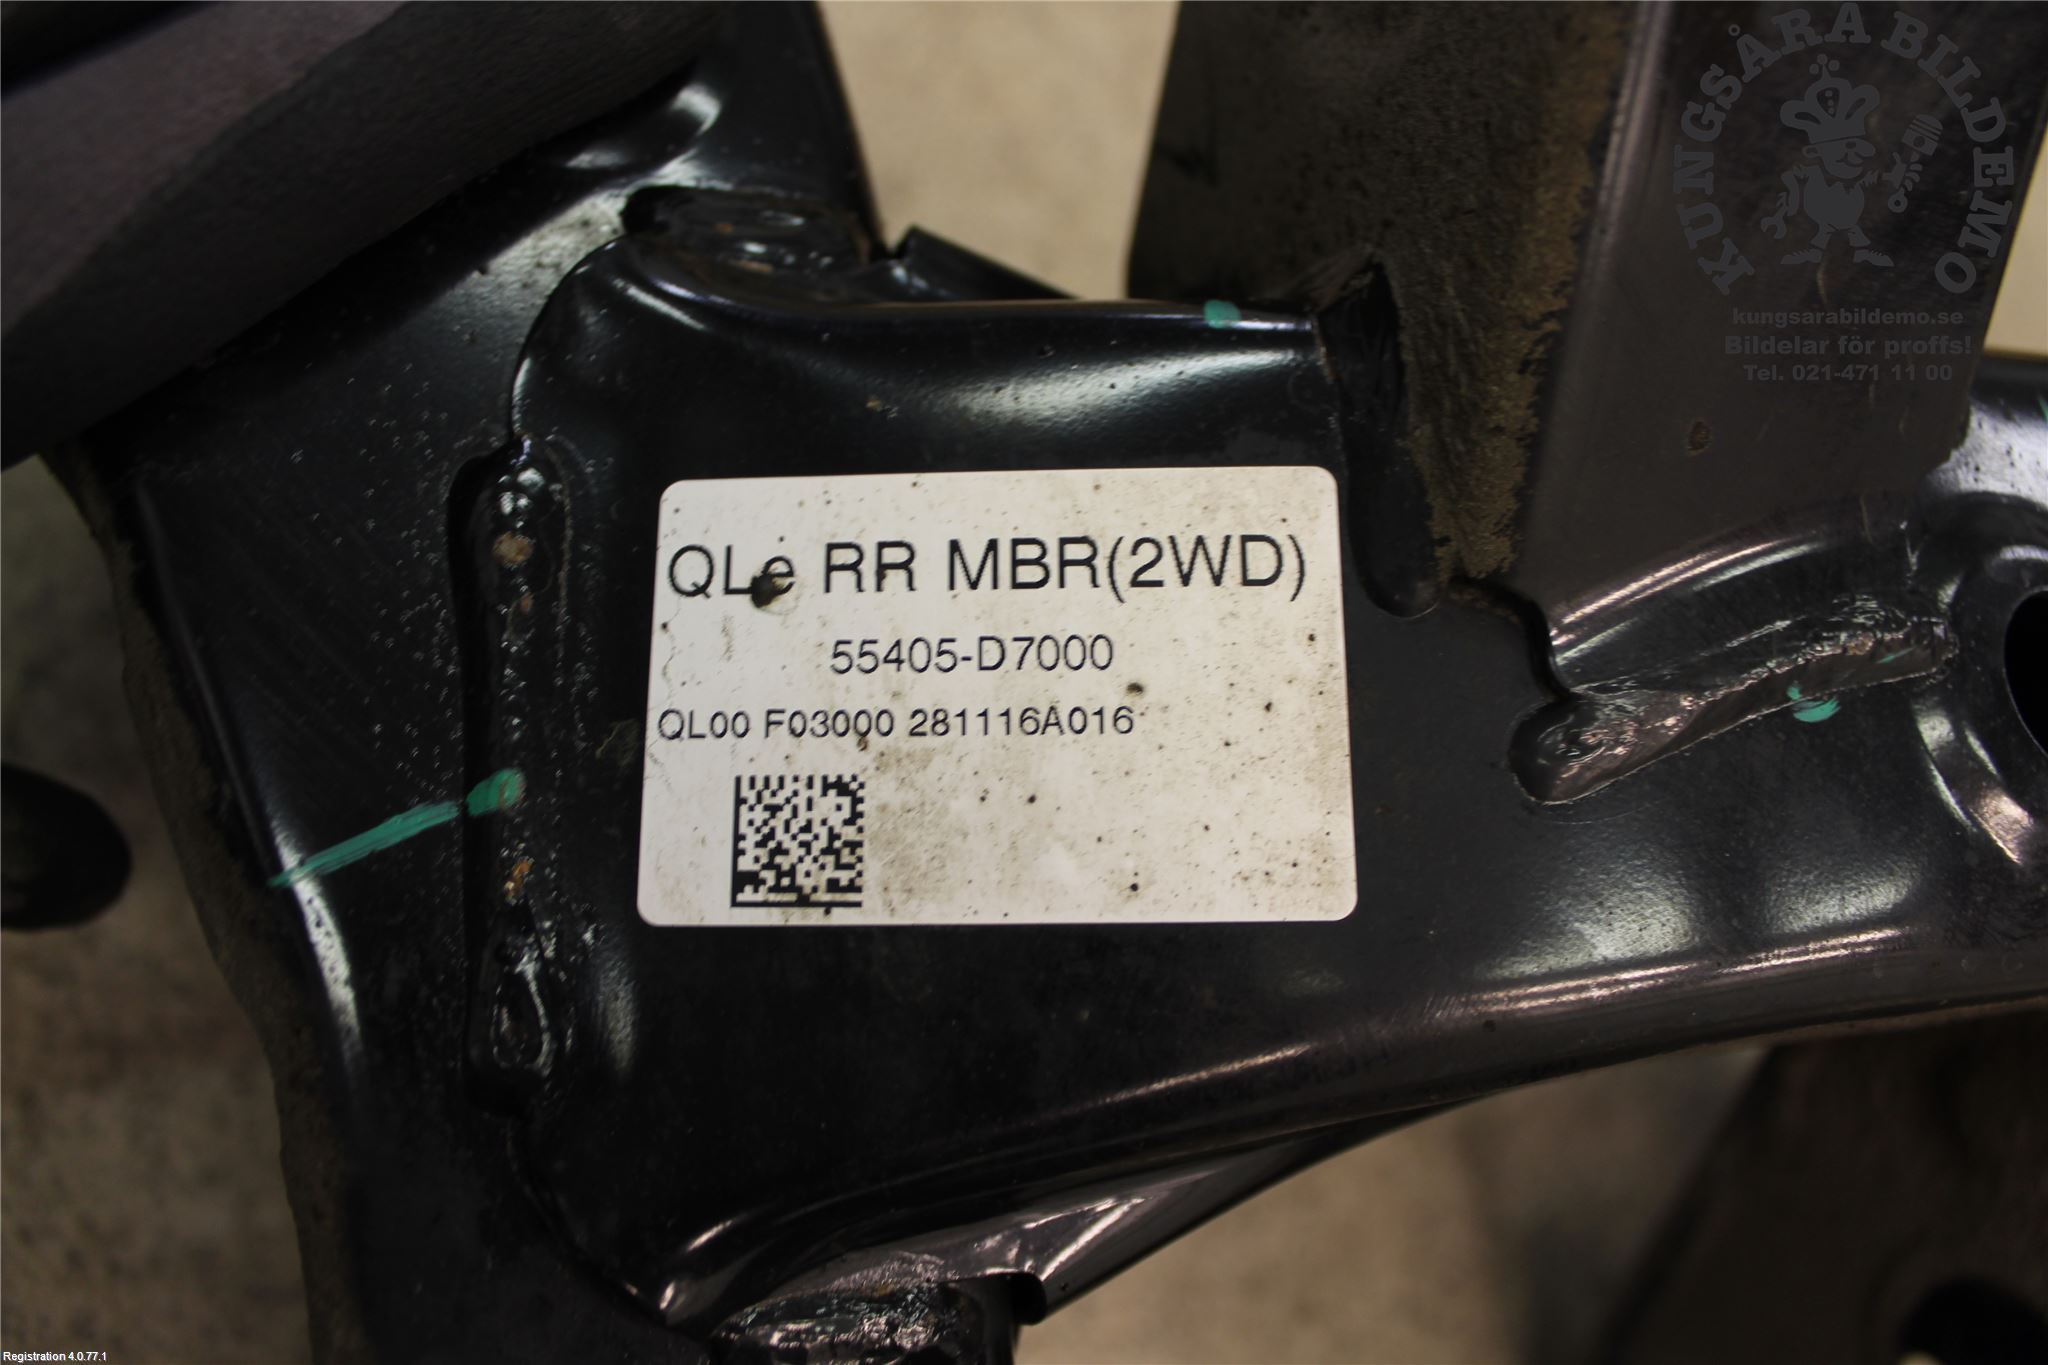 KUNGSÅRA BILDEMO
kungsarabildemo.se
Bildelar för proffs!
Tel. 021-471 11 00
QLe RR MBR(2WD)
55405-D7000
QL00 F03000 281116A016
Registration 4.0.77.1